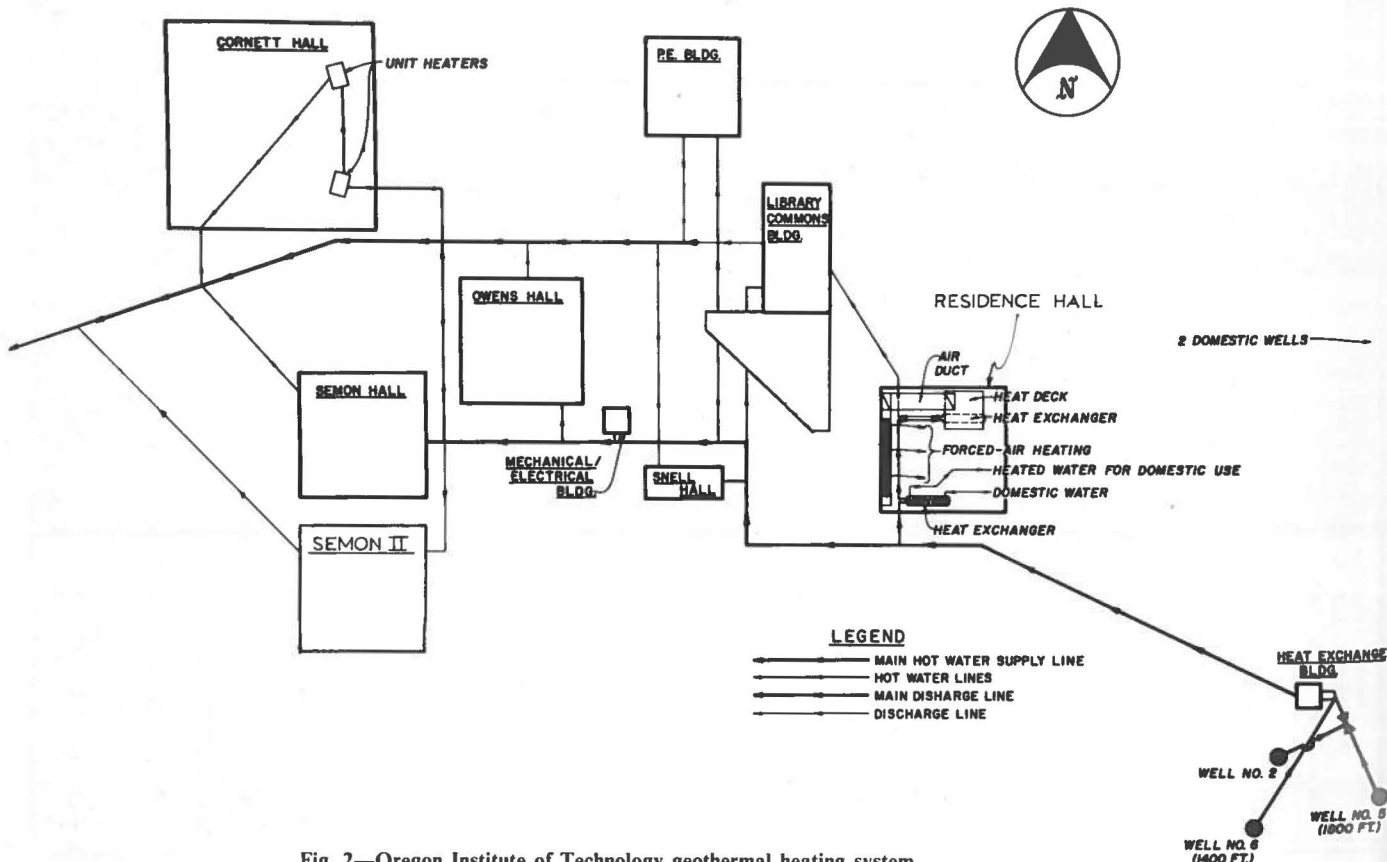 CORNETT HALL
UNIT HEATERS
P.E. BLDG.
N
LIBRARY
COMMONS
BLDG.
OWENS HALL
RESIDENCE HALL
2 DOMESTIC WELLS
AIR
DUCT
HEAT DECK
HEAT EXCHANGER
SEMON HALL
FORCED-AIR HEATING
MECHANICAL/
ELECTRICAL
BLDG.
SNELL
HALL
HEATED WATER FOR DOMESTIC USE
DOMESTIC WATER
HEAT EXCHANGER
SEMON II
LEGEND
MAIN HOT WATER SUPPLY LINE
HOT WATER LINES
MAIN DISHARGE LINE
DISCHARGE LINE
HEAT EXCHANGE
BLDG.
WELL NO. 2
WELL NO. 5
(1800 FT.)
WELL NO. 6
(1400 FT.)
Fig. 2—Oregon Institute of Technology geothermal heating system